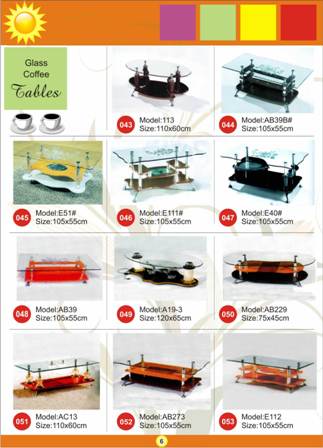 Glass
Coffee
Tables
043
Model:113
Size:110x60cm
044
Model:AB39B#
Size:105x55cm
045
Model:E51#
Size:105x55cm
046
Model:E111#
Size:105x55cm
047
Model:E40#
Size:105x55cm
048
Model:AB39
Size:105x55cm
049
Model:A19-3
Size:120x65cm
050
Model:AB229
Size:75x45cm
051
Model:AC13
Size:110x60cm
052
Model:AB273
Size:105x55cm
053
Model:E112
Size:105x55cm
6